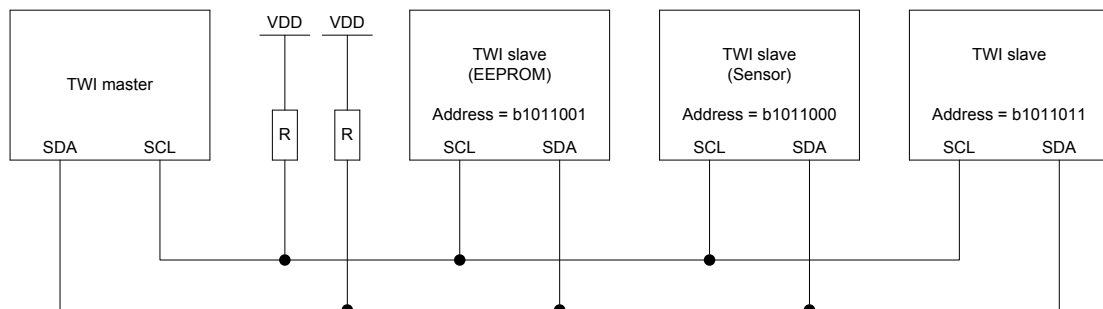 TWI master
SDA
SCL
VDD
VDD
R
R
TWI slave
(EEPROM)
Address = b1011001
SCL
SDA
TWI slave
(Sensor)
Address = b1011000
SCL
SDA
TWI slave
Address = b1011011
SCL
SDA